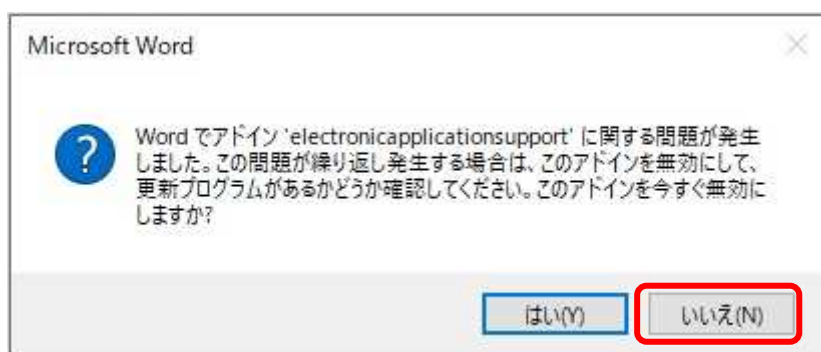 Microsoft Word
Word でアドイン 'electronicapplicationsupport' に関する問題が発生
しました。この問題が繰り返し発生する場合は、このアドインを無効にして、
更新プログラムがあるかどうか確認してください。このアドインを今すぐ無効に
しますか?
はい(Y)
いいえ(N)